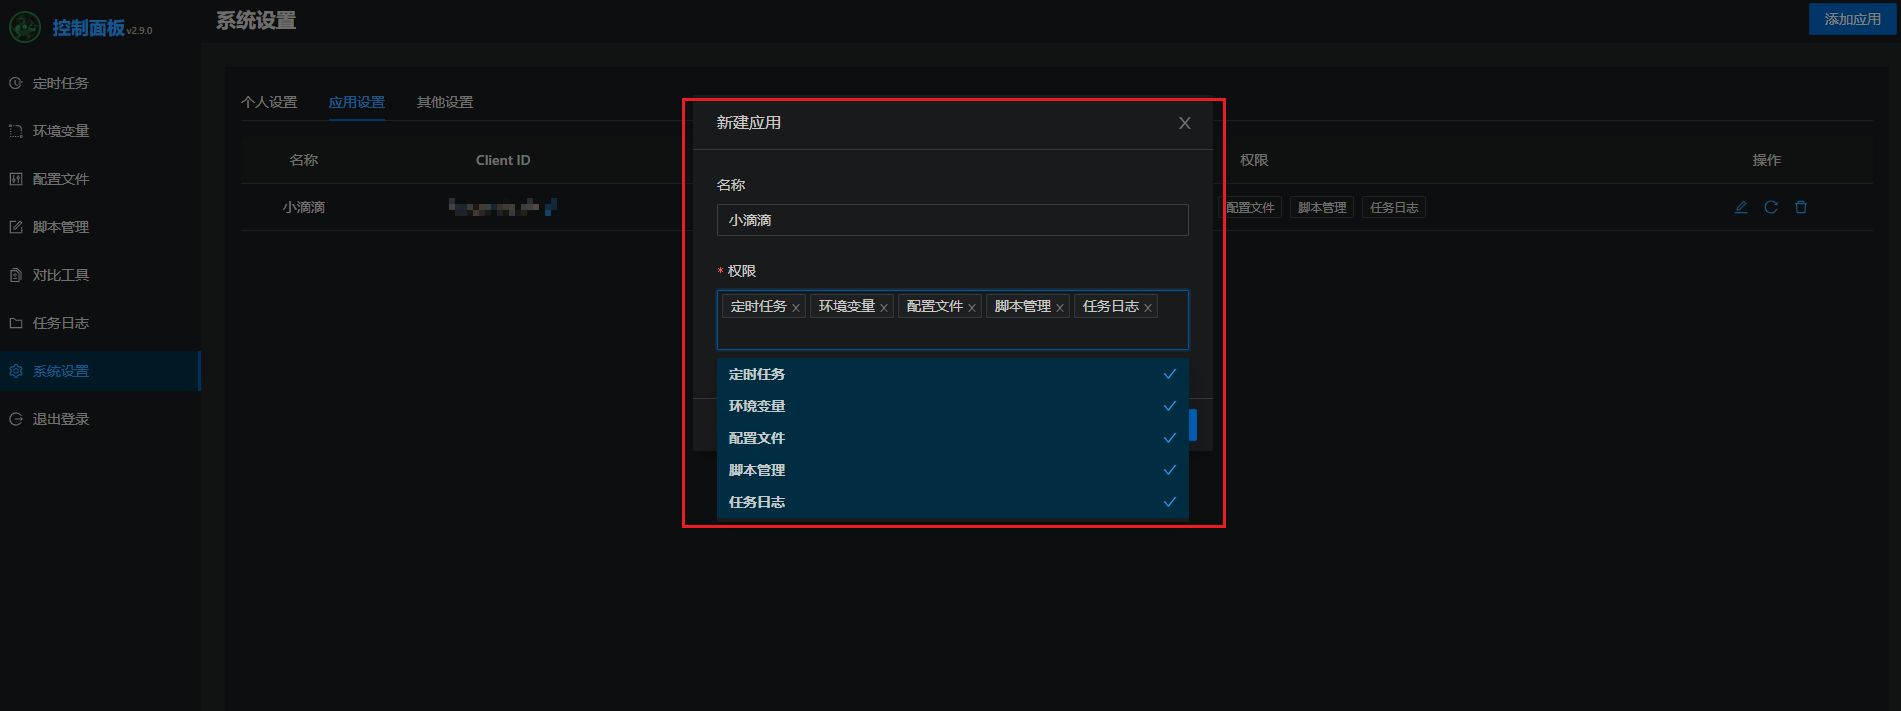 控制面板 v2.9.0
系统设置
添加应用
定时任务
环境变量
配置文件
脚本管理
对比工具
任务日志
系统设置
退出登录
个人设置 应用设置 其他设置
名称 Client ID 权限 操作
小滴滴 配置文件 脚本管理 任务日志
新建应用
名称
小滴滴
* 权限
定时任务 环境变量 配置文件 脚本管理 任务日志
定时任务
环境变量
配置文件
脚本管理
任务日志